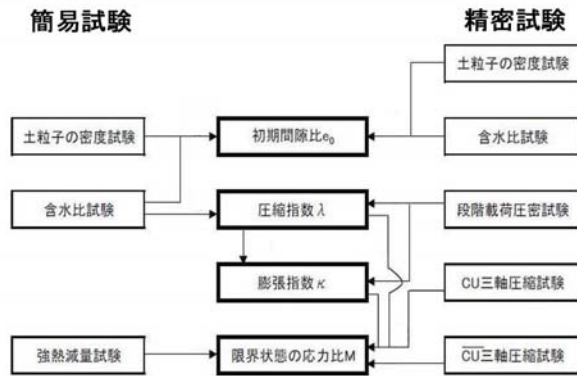 簡易試験
精密試験
土粒子の密度試験
土粒子の密度試験
初期間隙比e₀
含水比試験
含水比試験
圧縮指数λ
段階載荷圧密試験
膨張指数κ
CU三軸圧縮試験
強熱減量試験
限界状態の応力比M
C̅U̅三軸圧縮試験